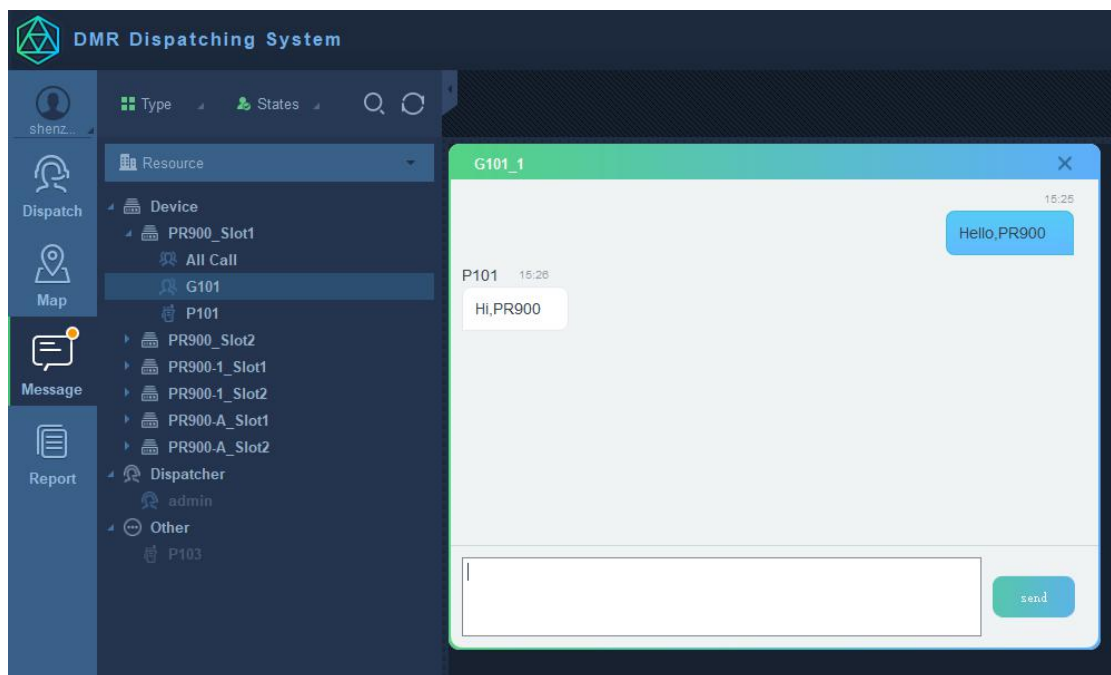 DMR Dispatching System
shenz...
Type
States
Resource
Dispatch
Map
Message
Report
Device
PR900_Slot1
All Call
G101
P101
PR900_Slot2
PR900-1_Slot1
PR900-1_Slot2
PR900-A_Slot1
PR900-A_Slot2
Dispatcher
admin
Other
P103
G101_1
15:25
Hello,PR900
P101 15:26
Hi,PR900
send